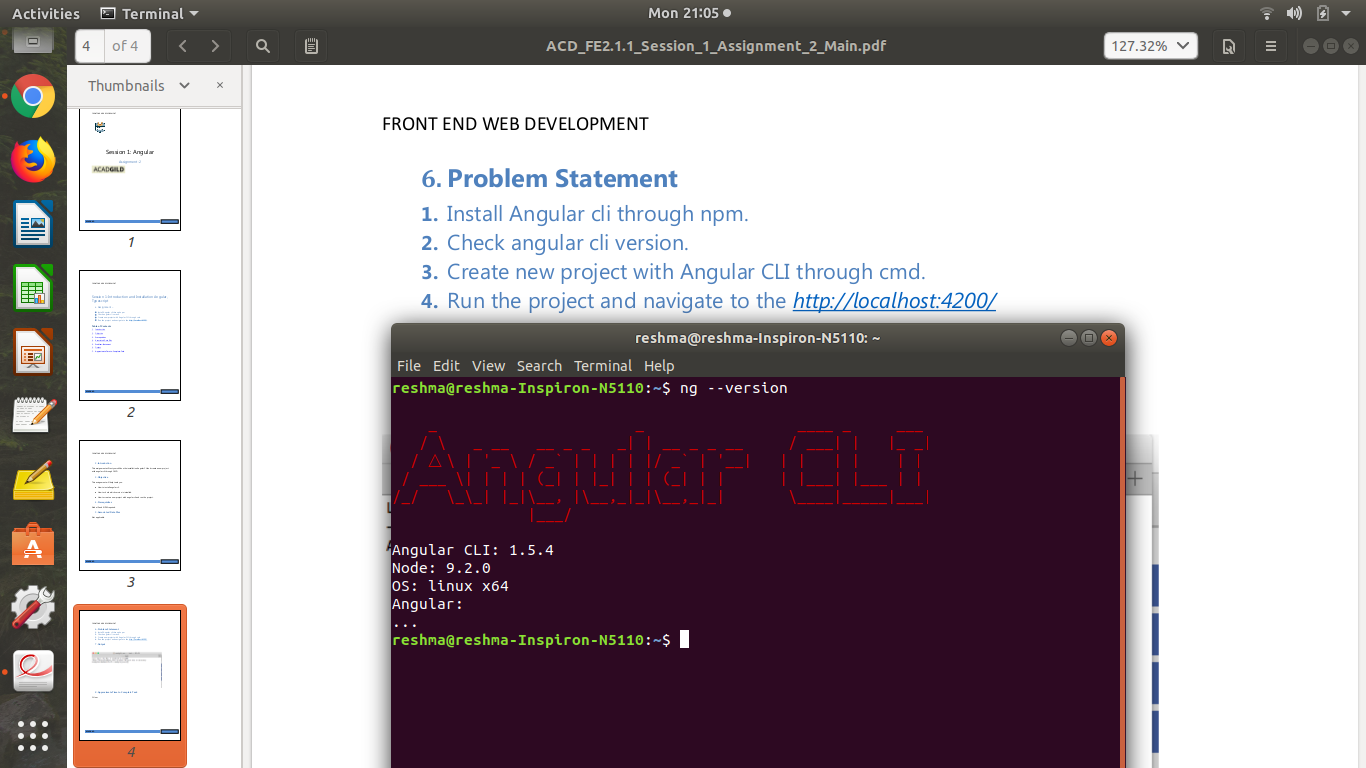 Activities
Terminal
Mon 21:05
4 of 4
ACD_FE2.1.1_Session_1_Assignment_2_Main.pdf
127.32%
Thumbnails
Session 1: Angular
Assignment 2
ACADGILD
1
2
3
4
FRONT END WEB DEVELOPMENT
6. Problem Statement
1. Install Angular cli through npm.
2. Check angular cli version.
3. Create new project with Angular CLI through cmd.
4. Run the project and navigate to the http://localhost:4200/
reshma@reshma-Inspiron-N5110: ~
File Edit View Search Terminal Help
reshma@reshma-Inspiron-N5110:~$ ng --version
Angular CLI
Angular CLI: 1.5.4
Node: 9.2.0
OS: linux x64
Angular:
...
reshma@reshma-Inspiron-N5110:~$